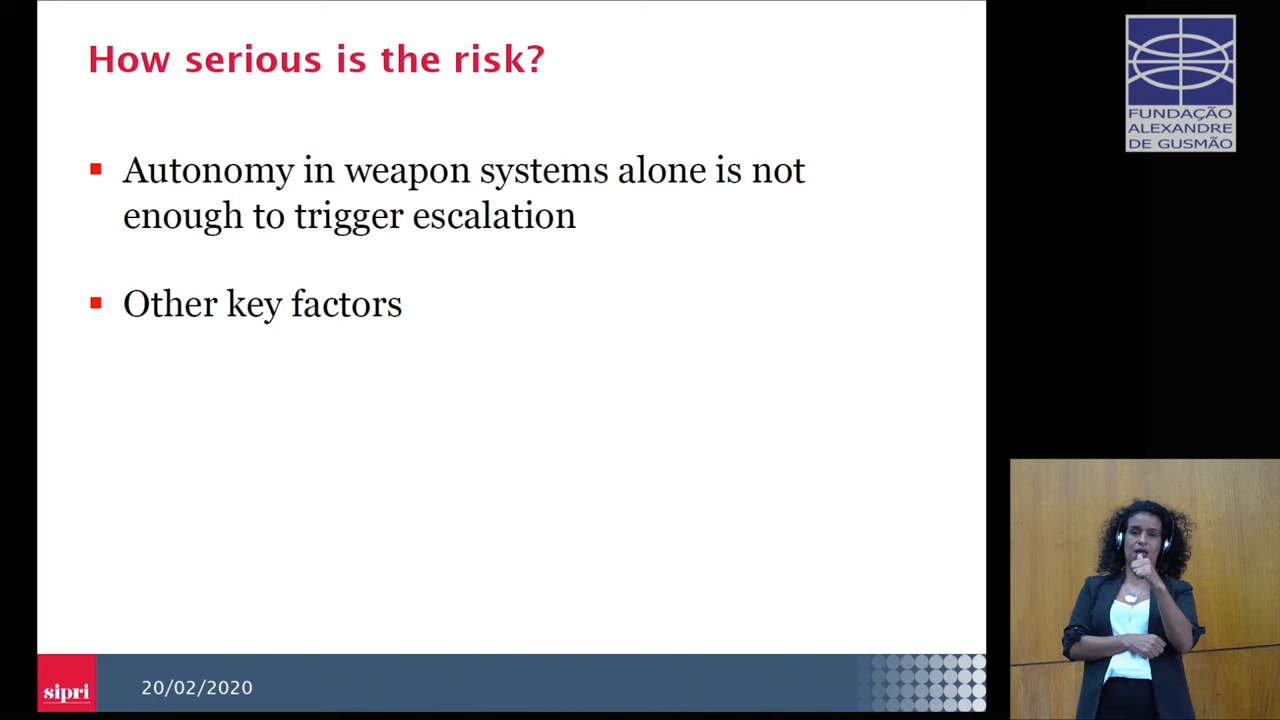 How serious is the risk?
Autonomy in weapon systems alone is not
enough to trigger escalation
Other key factors
sipri
20/02/2020
FUNDAÇÃO
ALEXANDRE
DE GUSMÃO